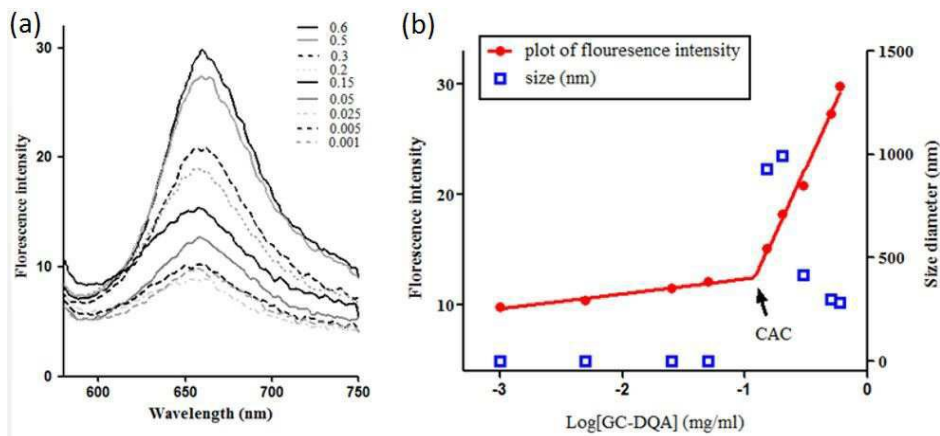 (a)
30
20
10
0
Florescence intensity
600
650
700
750
Wavelength (nm)
0.6
0.5
0.3
0.2
0.15
0.05
0.025
0.005
0.001
(b)
plot of flouresence intensity
size (nm)
30
20
10
Florescence intensity
1500
1000
400
0
Size diameter (nm)
CAC
-3
-2
-1
0
Log[GC-DQA] (mg/ml)